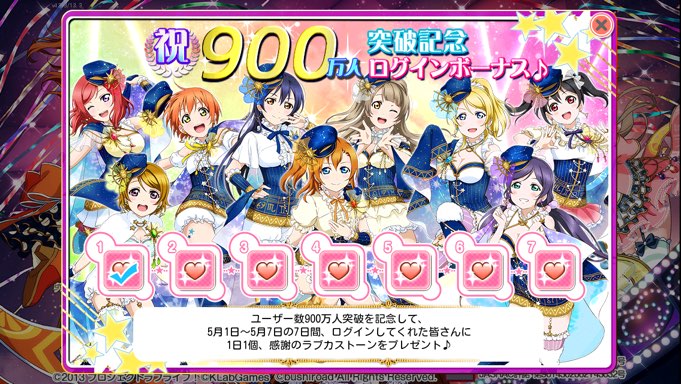 祝900万人突破記念
ログインボーナス♪
1 2 3 4 5 6 7
ユーザー数900万人突破を記念して、
5月1日～5月7日の7日間、ログインしてくれた皆さんに
1日1個、感謝のラブカストーンをプレゼント♪
©2013 プロジェクトラブライブ！©KLabGames ©bushiroad All Rights Reserved.